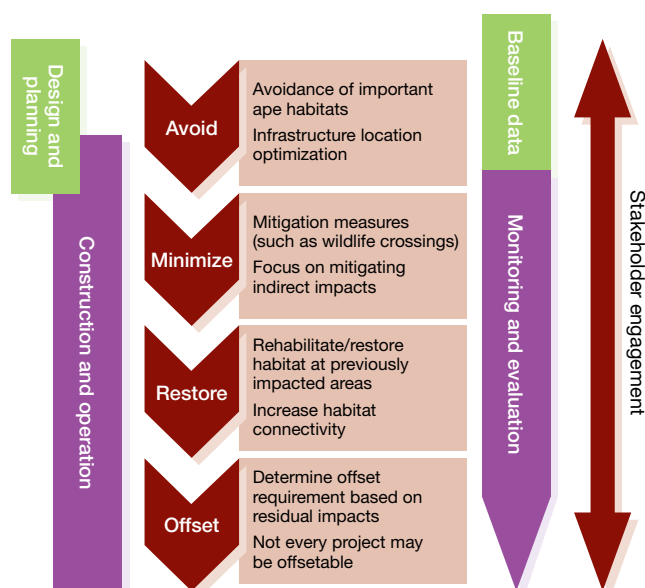 Design and
planning
Construction and operation
Avoid
Avoidance of important
ape habitats
Infrastructure location
optimization
Minimize
Mitigation measures
(such as wildlife crossings)
Focus on mitigating
indirect impacts
Restore
Rehabilitate/restore
habitat at previously
impacted areas
Increase habitat
connectivity
Offset
Determine offset
requirement based on
residual impacts
Not every project may
be offsetable
Baseline data
Monitoring and evaluation
Stakeholder engagement